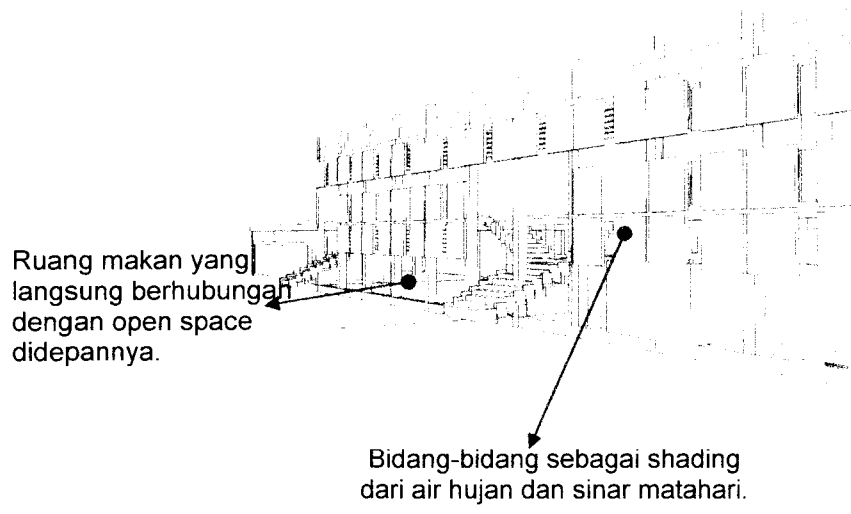 Ruang makan yang
langsung berhubungan
dengan open space
didepannya.
Bidang-bidang sebagai shading
dari air hujan dan sinar matahari.